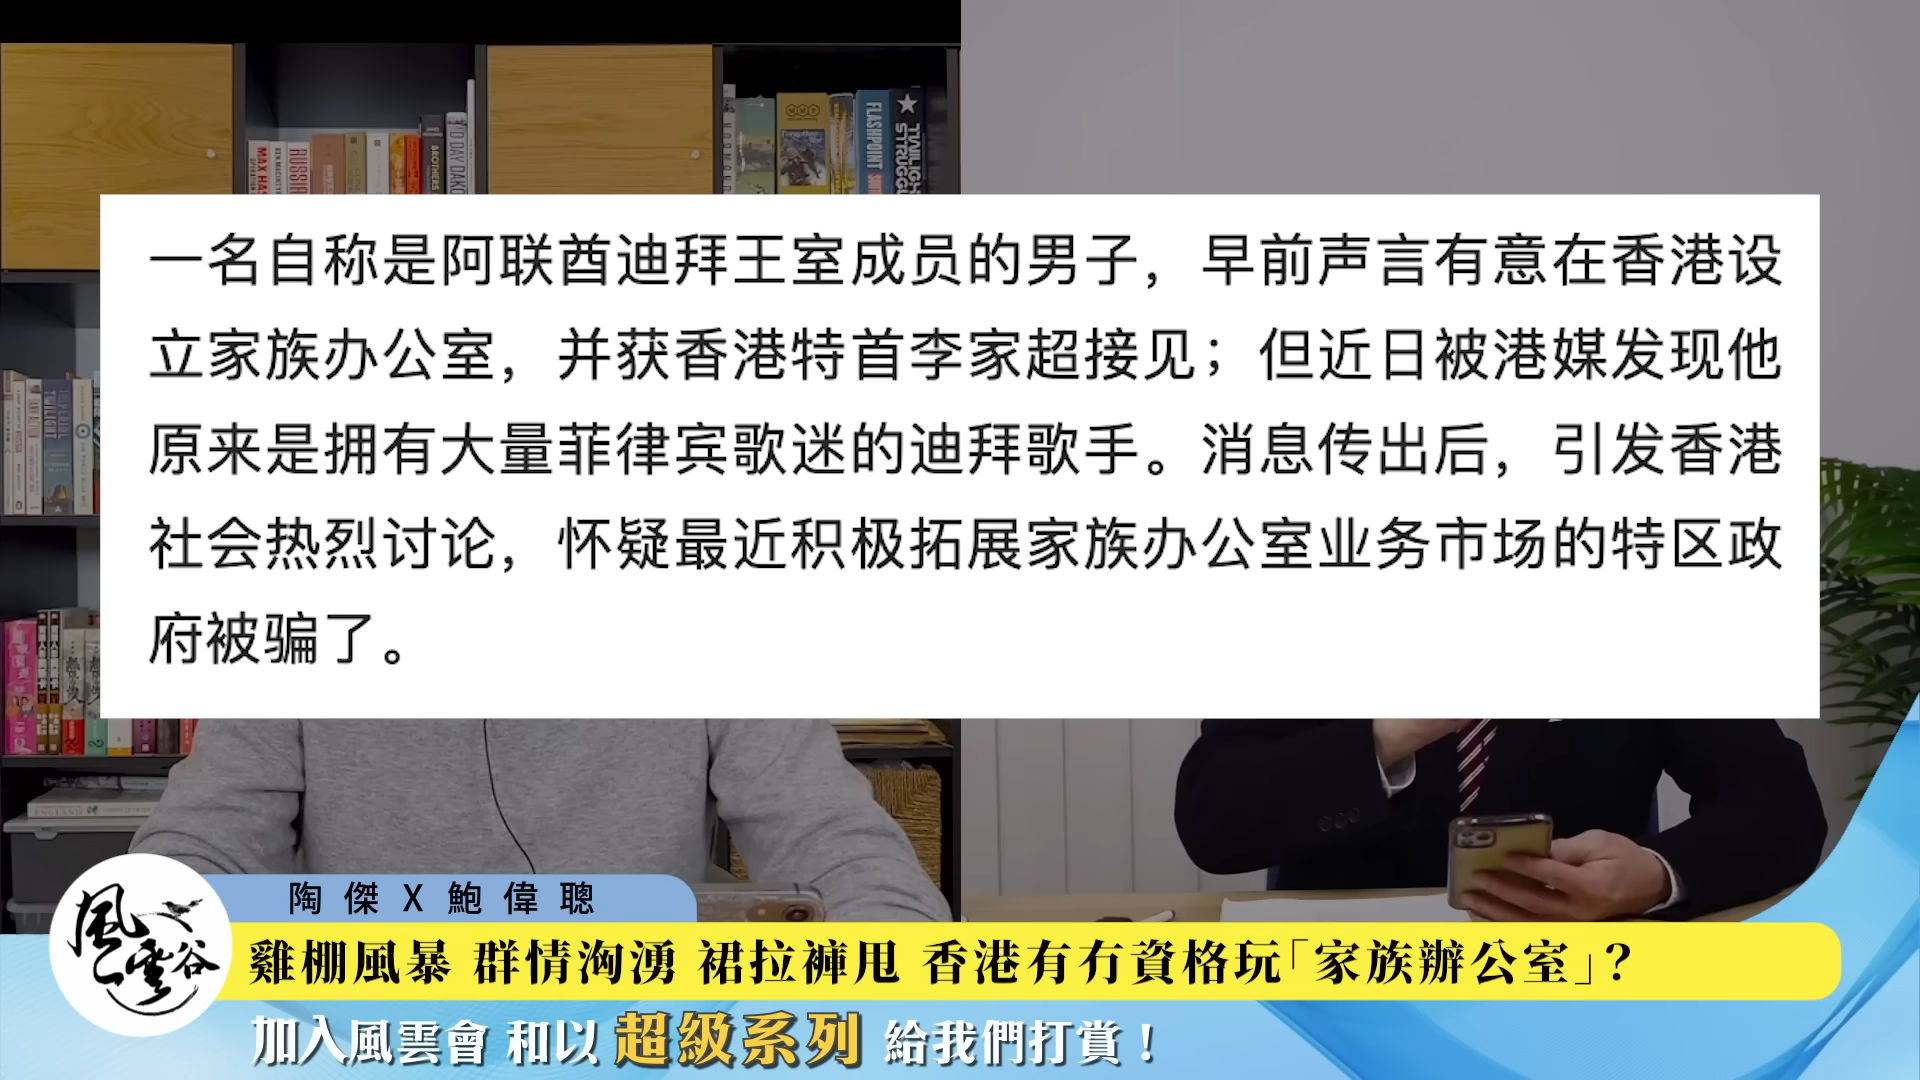 MAX HAS
RUSSIA
BROTHERS
FLASHPOINT
TWILIGHT
STRUGGL
一名自称是阿联酋迪拜王室成员的男子，早前声言有意在香港设
立家族办公室，并获香港特首李家超接见；但近日被港媒发现他
原来是拥有大量菲律宾歌迷的迪拜歌手。消息传出后，引发香港
社会热烈讨论，怀疑最近积极拓展家族办公室业务市场的特区政
府被骗了。
陶傑X鮑偉聰
風雲谷
雞棚風暴 群情洶湧 裙拉褲甩 香港有冇資格玩「家族辦公室」？
加入風雲會 和以 超級系列 給我們打賞！